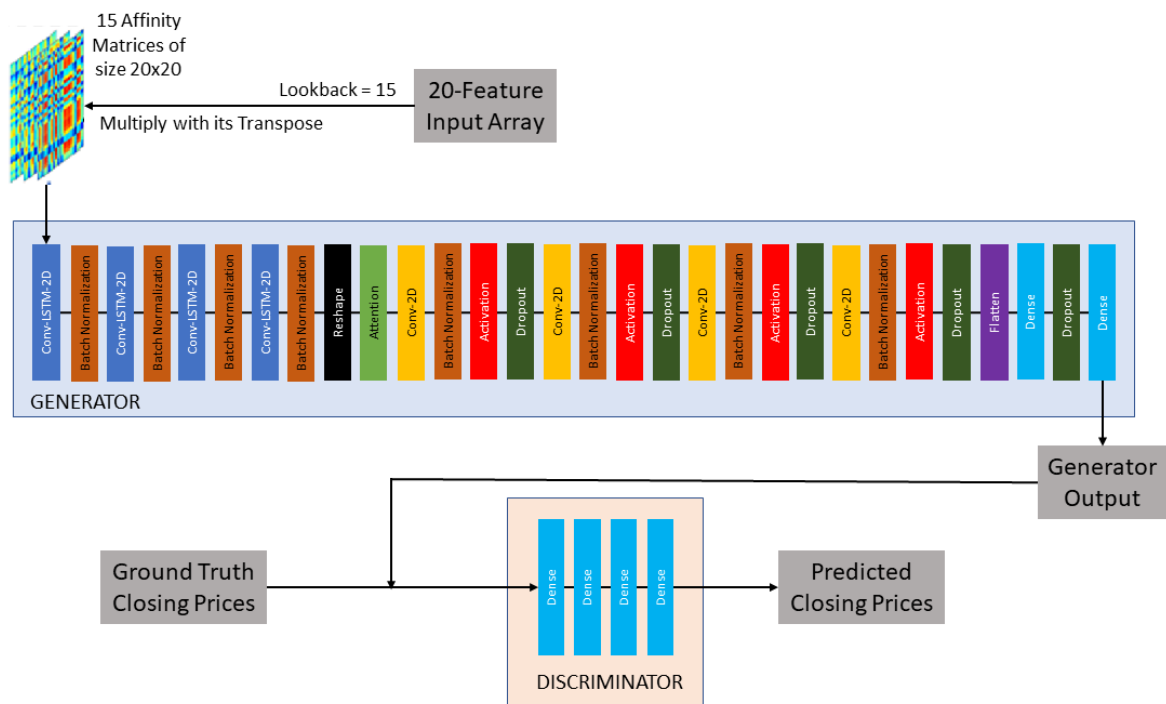 15 Affinity
Matrices of
size 20x20
Lookback = 15
Multiply with its Transpose
20-Feature
Input Array
Conv-LSTM-2D
Batch Normalization
Conv-LSTM-2D
Batch Normalization
Conv-LSTM-2D
Batch Normalization
Conv-LSTM-2D
Batch Normalization
Reshape
Attention
Conv-2D
Batch Normalization
Activation
Dropout
Conv-2D
Batch Normalization
Activation
Dropout
Conv-2D
Batch Normalization
Activation
Dropout
Conv-2D
Batch Normalization
Activation
Dropout
Flatten
Dense
Dropout
Dense
GENERATOR
Generator
Output
Ground Truth
Closing Prices
Dense
Dense
Dense
Dense
DISCRIMINATOR
Predicted
Closing Prices